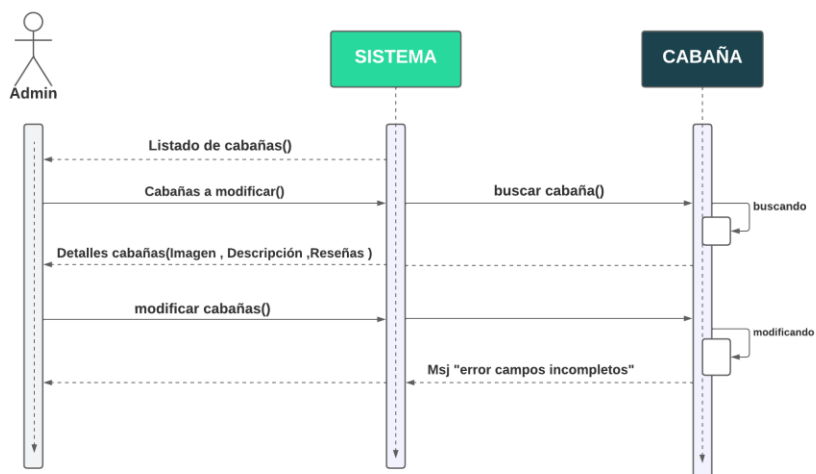 SISTEMA
CABAÑA
Admin
Listado de cabañas()
Cabañas a modificar()
buscar cabaña()
buscando
Detalles cabañas(Imagen , Descripción ,Reseñas )
modificar cabañas()
modificando
Msj "error campos incompletos"